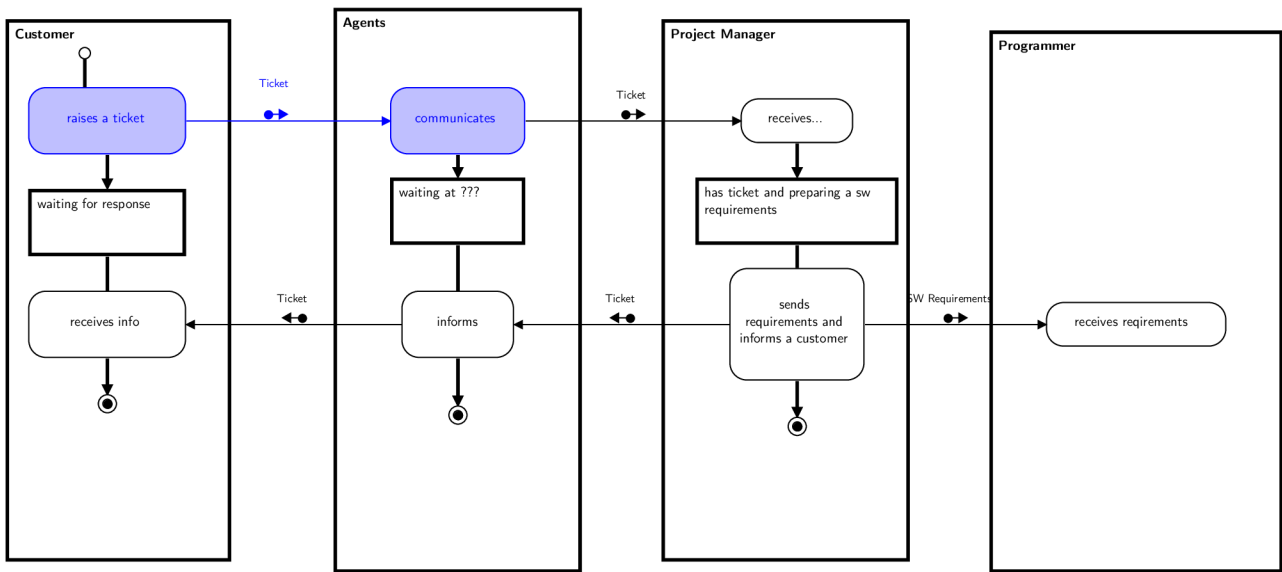 Customer
Agents
Project Manager
Programmer
Ticket
Ticket
raises a ticket
communicates
receives...
waiting for response
waiting at ???
has ticket and preparing a sw
requirements
Ticket
Ticket
SW Requirements
receives info
informs
sends
requirements and
informs a customer
receives reqirements